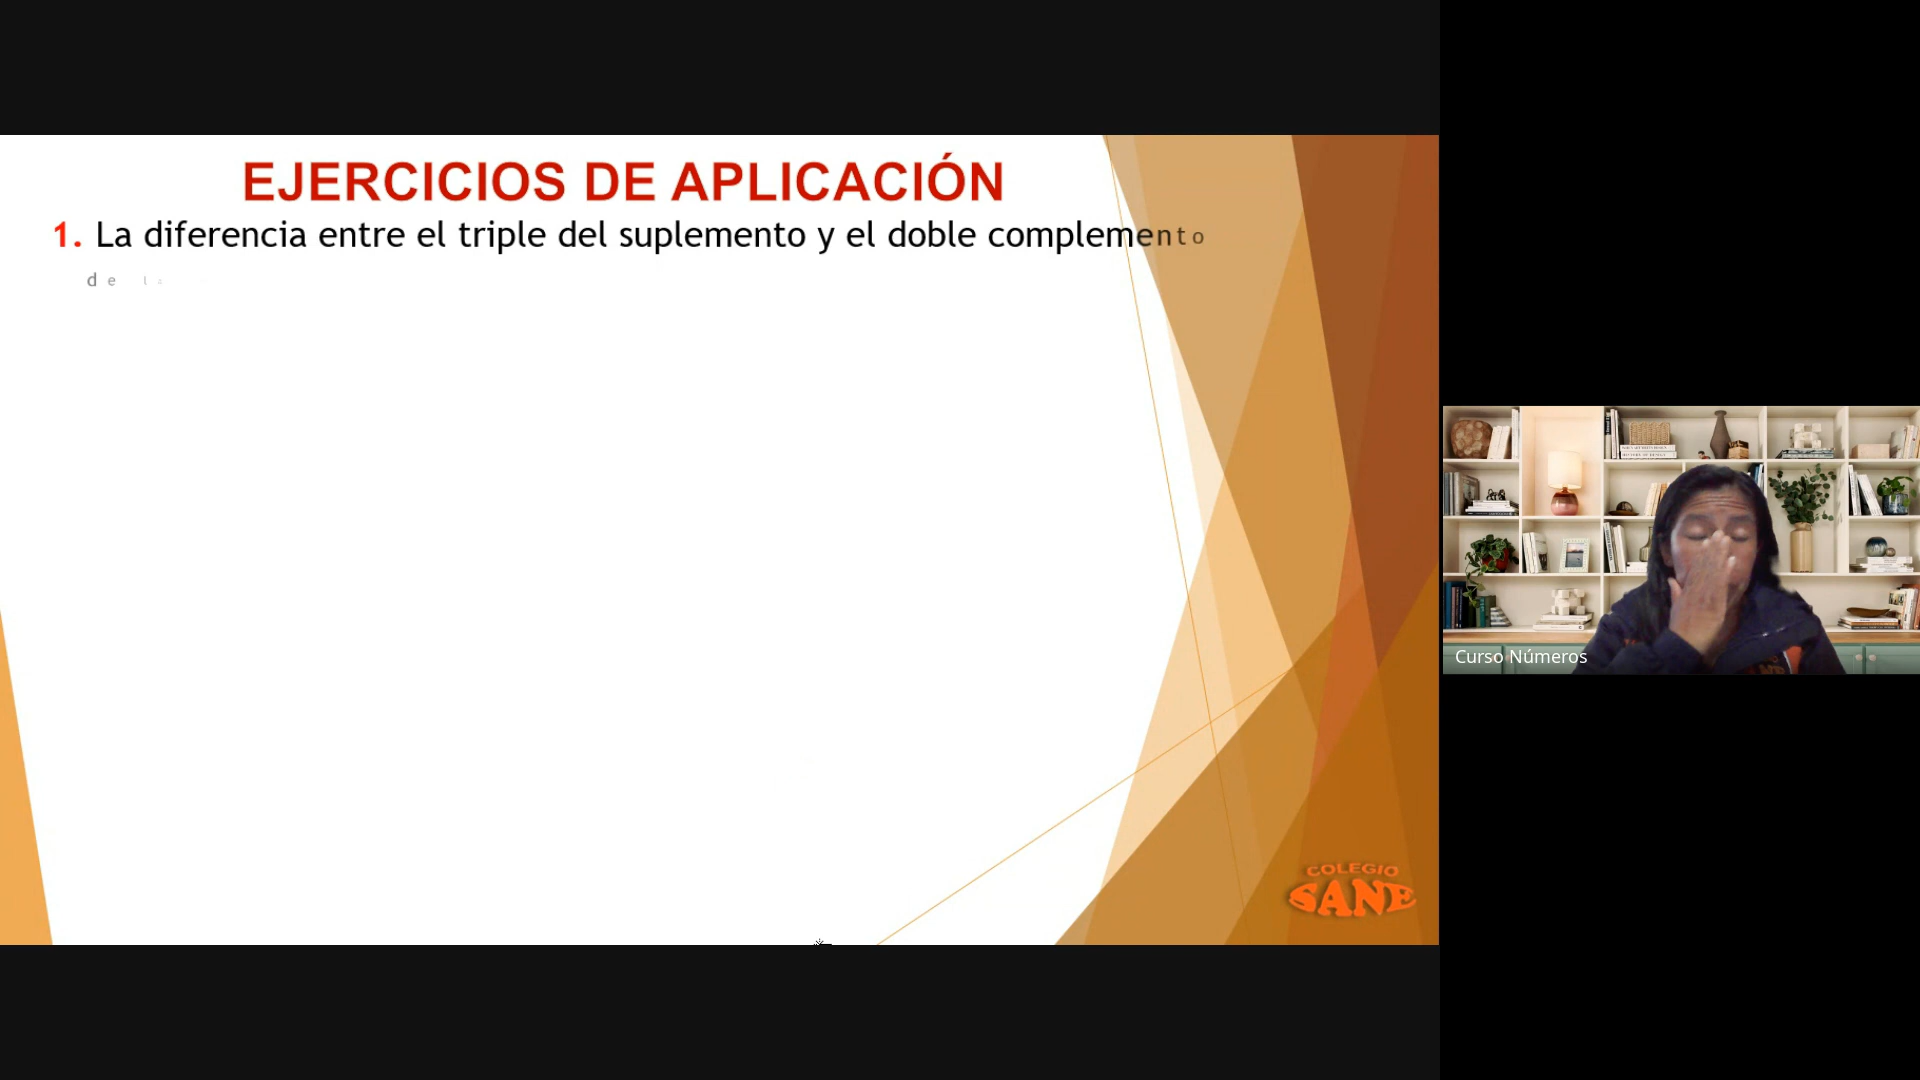 EJERCICIOS DE APLICACIÓN
1. La diferencia entre el triple del suplemento y el doble complemento
de
COLEGIO
SANE
Curso Números